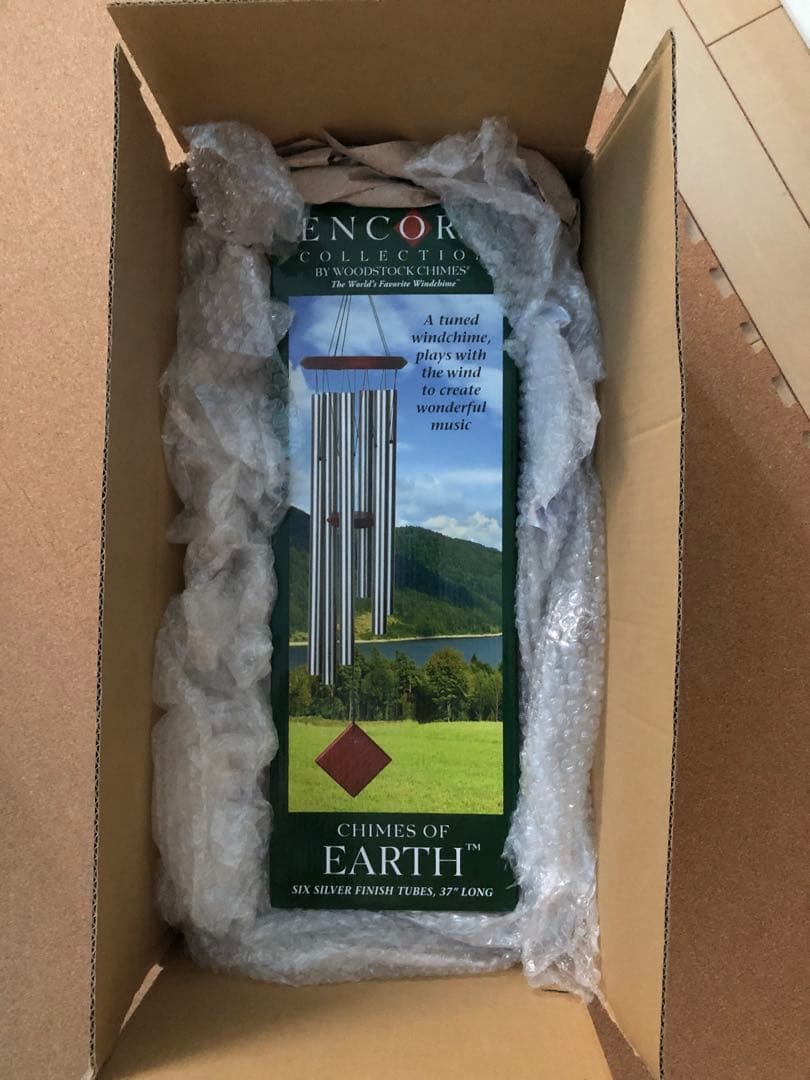 ENCOR
COLLECTIO
BY WOODSTOCK CHIMES®
The World's Favorite Windchime™
A tuned
windchime,
plays with
the wind
to create
wonderful
music
CHIMES OF
EARTH™
SIX SILVER FINISH TUBES, 37" LONG